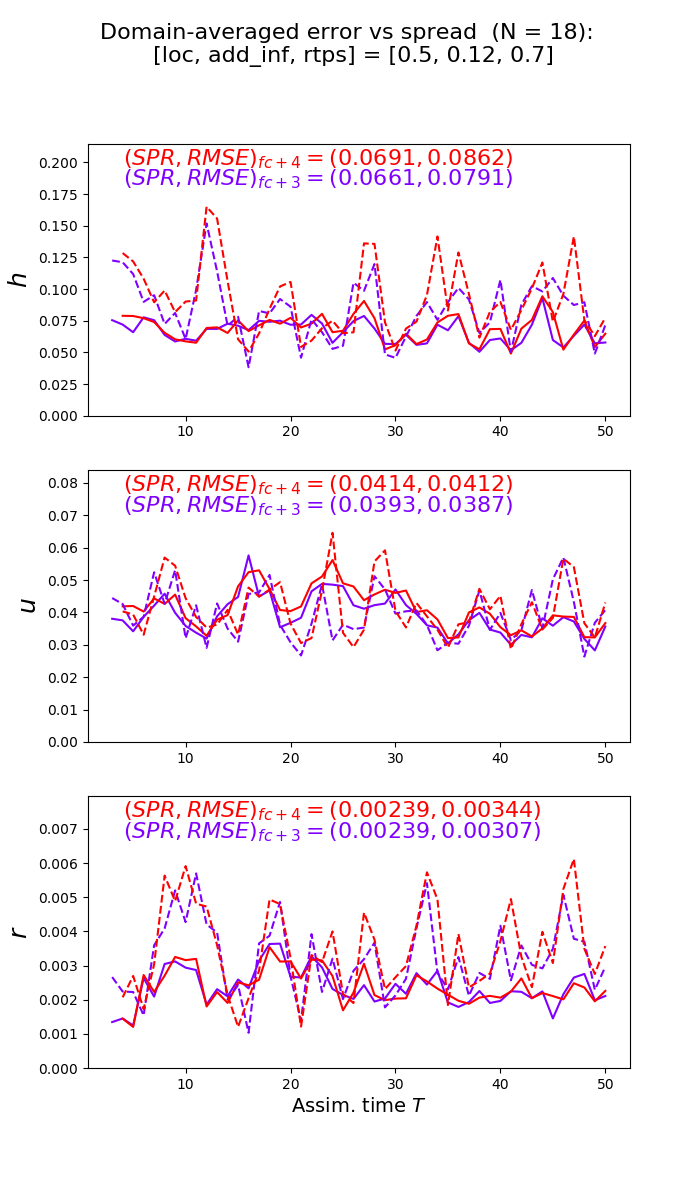 Domain-averaged error vs spread (N = 18):
[loc, add_inf, rtps] = [0.5, 0.12, 0.7]
(SPR, RMSE)fc+4 = (0.0691, 0.0862)
(SPR, RMSE)fc+3 = (0.0661, 0.0791)
h
0.200
0.175
0.150
0.125
0.100
0.075
0.050
0.025
0.000
10 20 30 40 50
(SPR, RMSE)fc+4 = (0.0414, 0.0412)
(SPR, RMSE)fc+3 = (0.0393, 0.0387)
u
0.08
0.07
0.06
0.05
0.04
0.03
0.02
0.01
0.00
10 20 30 40 50
(SPR, RMSE)fc+4 = (0.00239, 0.00344)
(SPR, RMSE)fc+3 = (0.00239, 0.00307)
r
0.007
0.006
0.005
0.004
0.003
0.002
0.001
0.000
10 20 30 40 50
Assim. time T